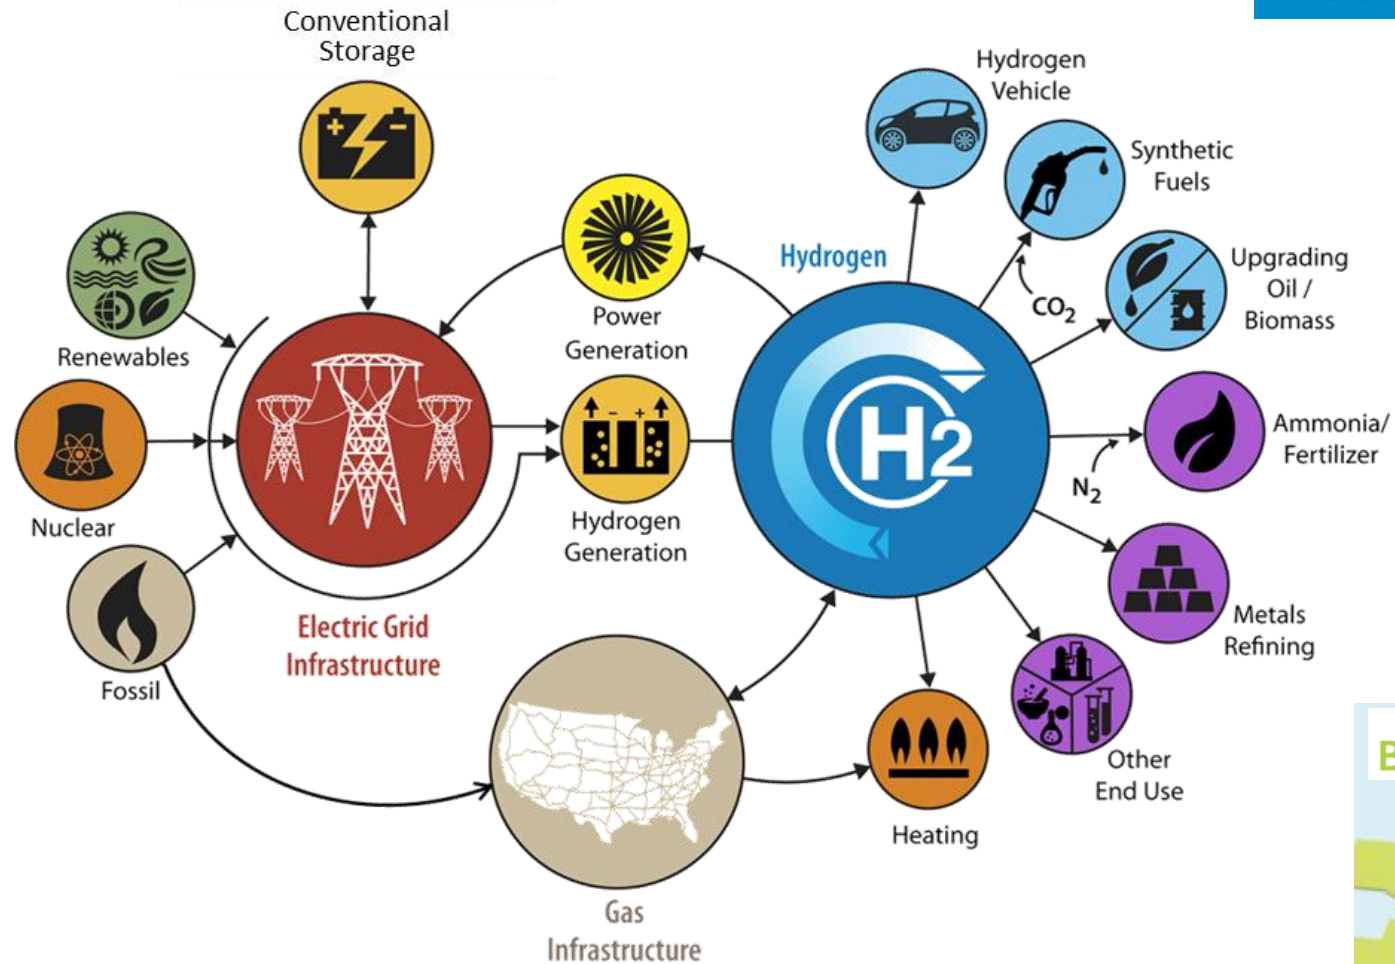 Conventional
Storage
Hydrogen
Vehicle
Synthetic
Fuels
CO2
Upgrading
Oil /
Biomass
Hydrogen
H2
Renewables
Power
Generation
Ammonia/
Fertilizer
N2
Nuclear
Hydrogen
Generation
Electric Grid
Infrastructure
Metals
Refining
Fossil
Other
End Use
Heating
Gas
Infrastructure
B